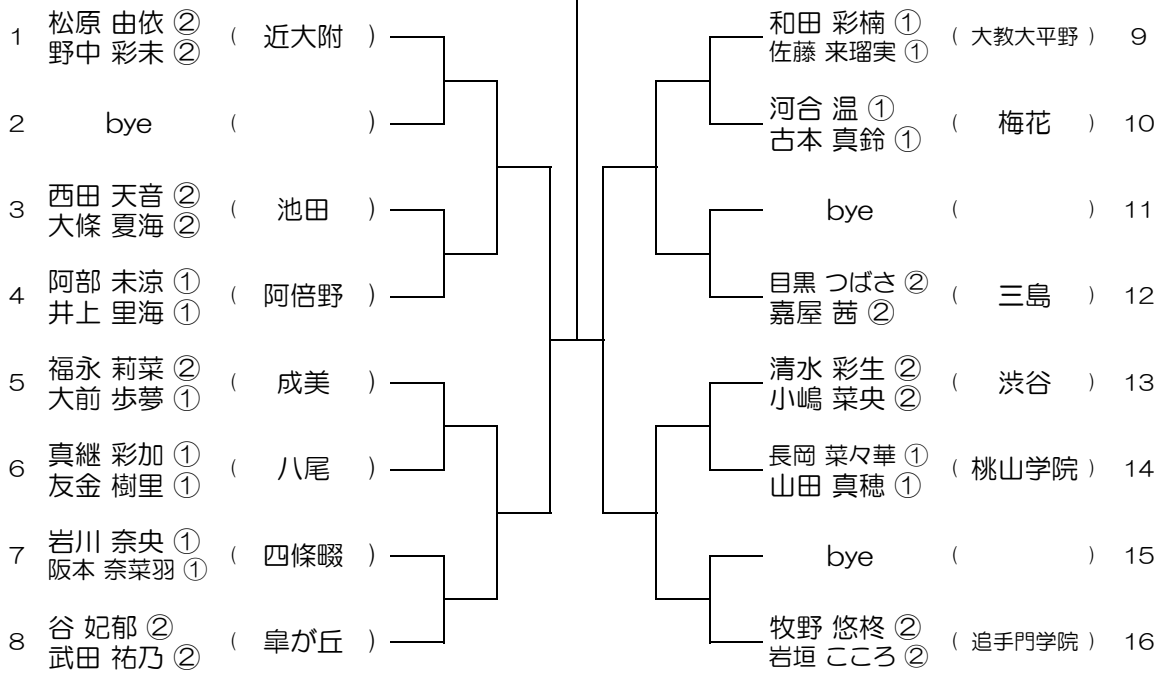 1 松原 由依 ② ( 近大附 )
野中 彩未 ②
2 bye ( )
3 西田 天音 ② ( 池田 )
大條 夏海 ②
4 阿部 未涼 ① ( 阿倍野 )
井上 里海 ①
5 福永 莉菜 ② ( 成美 )
大前 歩夢 ①
6 真継 彩加 ① ( 八尾 )
友金 樹里 ①
7 岩川 奈央 ① ( 四條畷 )
阪本 奈菜羽 ①
8 谷 妃郁 ② ( 皐が丘 )
武田 祐乃 ②
和田 彩楠 ① ( 大教大平野 ) 9
佐藤 来瑠実 ①
河合 温 ① ( 梅花 ) 10
古本 真鈴 ①
bye ( ) 11
目黒 つばさ ② ( 三島 ) 12
嘉屋 茜 ②
清水 彩生 ② ( 渋谷 ) 13
小嶋 菜央 ②
長岡 菜々華 ① ( 桃山学院 ) 14
山田 真穂 ①
bye ( ) 15
牧野 悠柊 ② ( 追手門学院 ) 16
岩垣 こころ ②